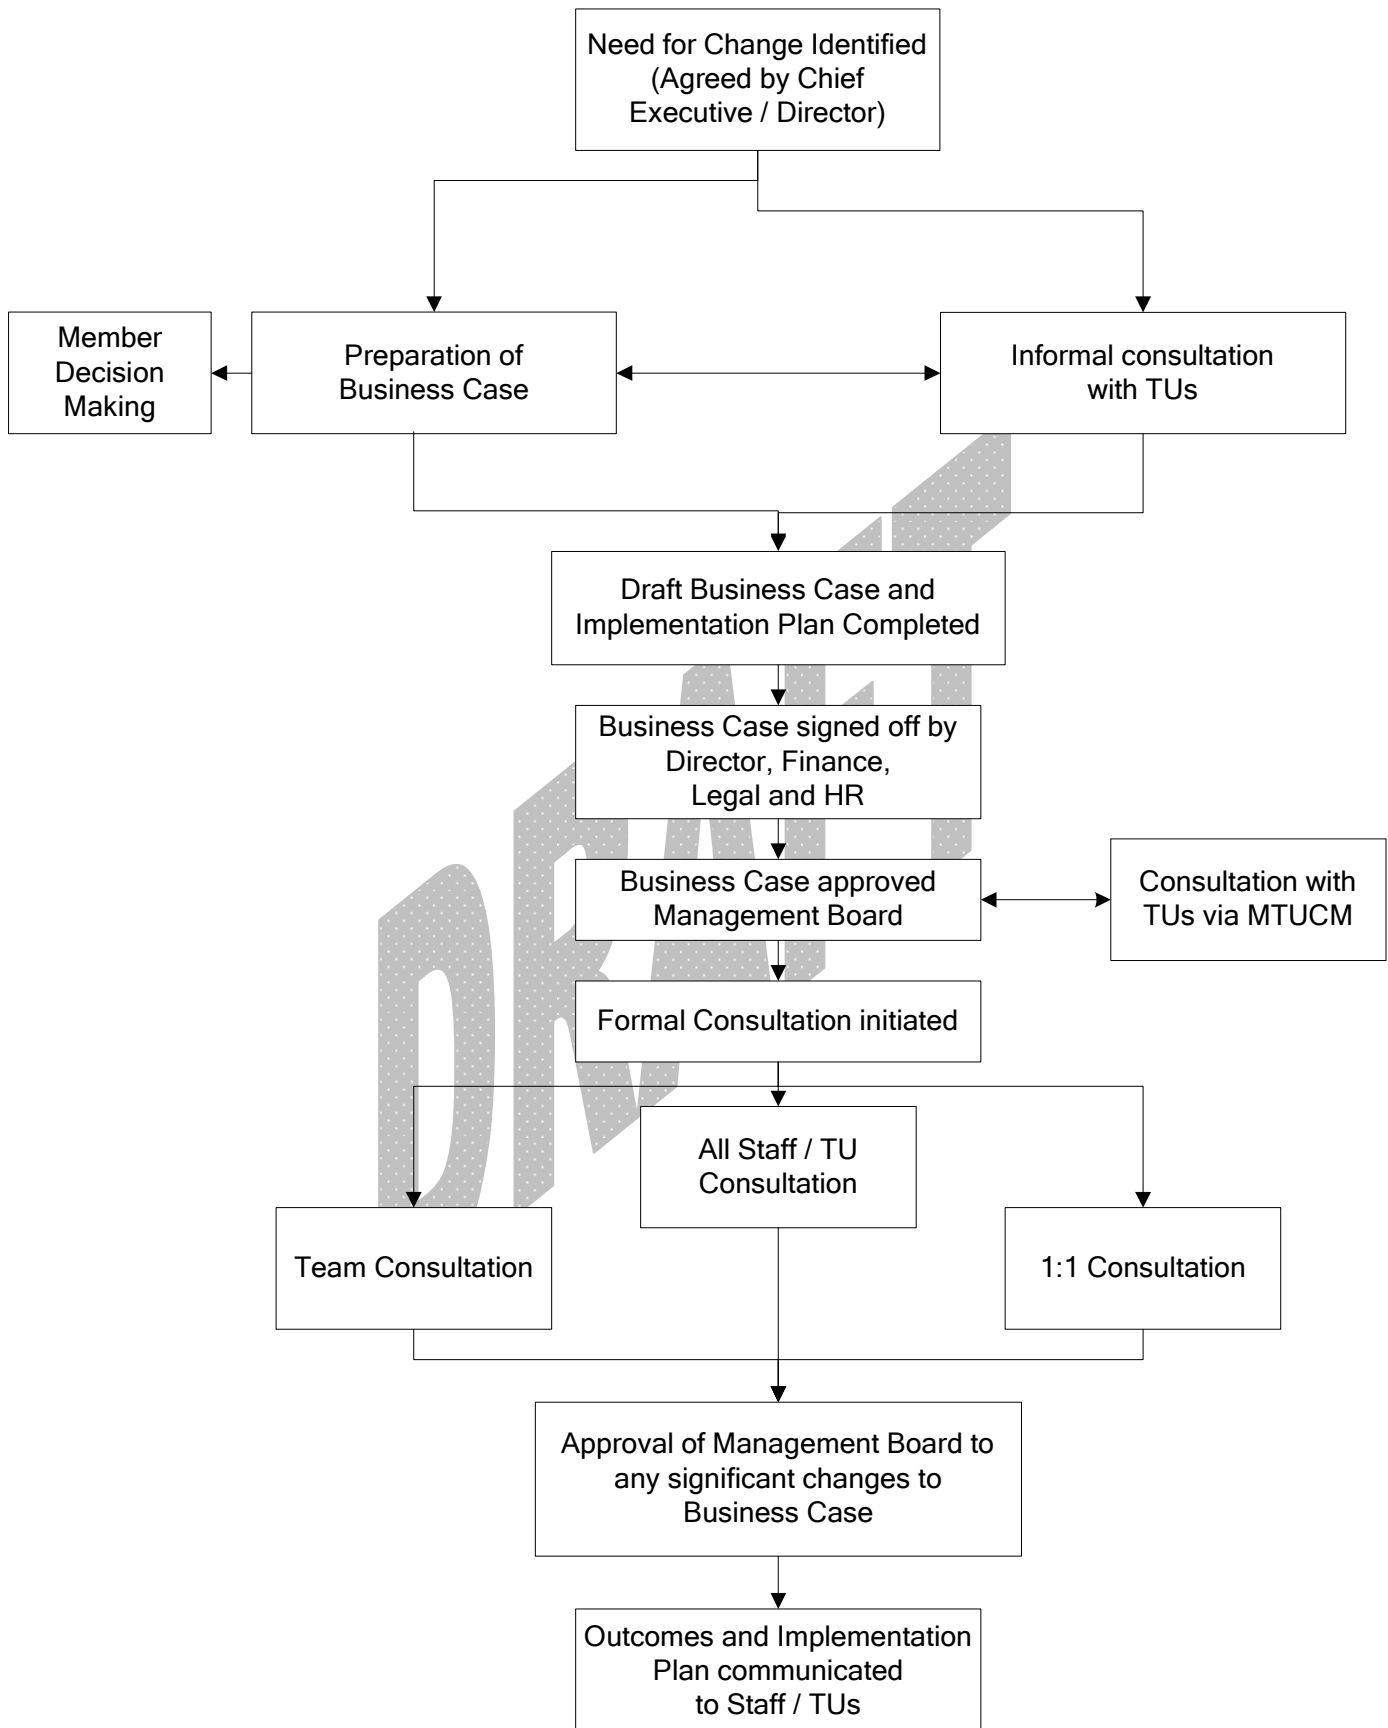 Need for Change Identified
(Agreed by Chief
Executive / Director)
Member
Decision
Making
Preparation of
Business Case
Informal consultation
with TUs
Draft Business Case and
Implementation Plan Completed
Business Case signed off by
Director, Finance,
Legal and HR
Business Case approved
Management Board
Consultation with
TUs via MTUCM
Formal Consultation initiated
All Staff / TU
Consultation
Team Consultation
1:1 Consultation
Approval of Management Board to
any significant changes to
Business Case
Outcomes and Implementation
Plan communicated
to Staff / TUs
DRAFT